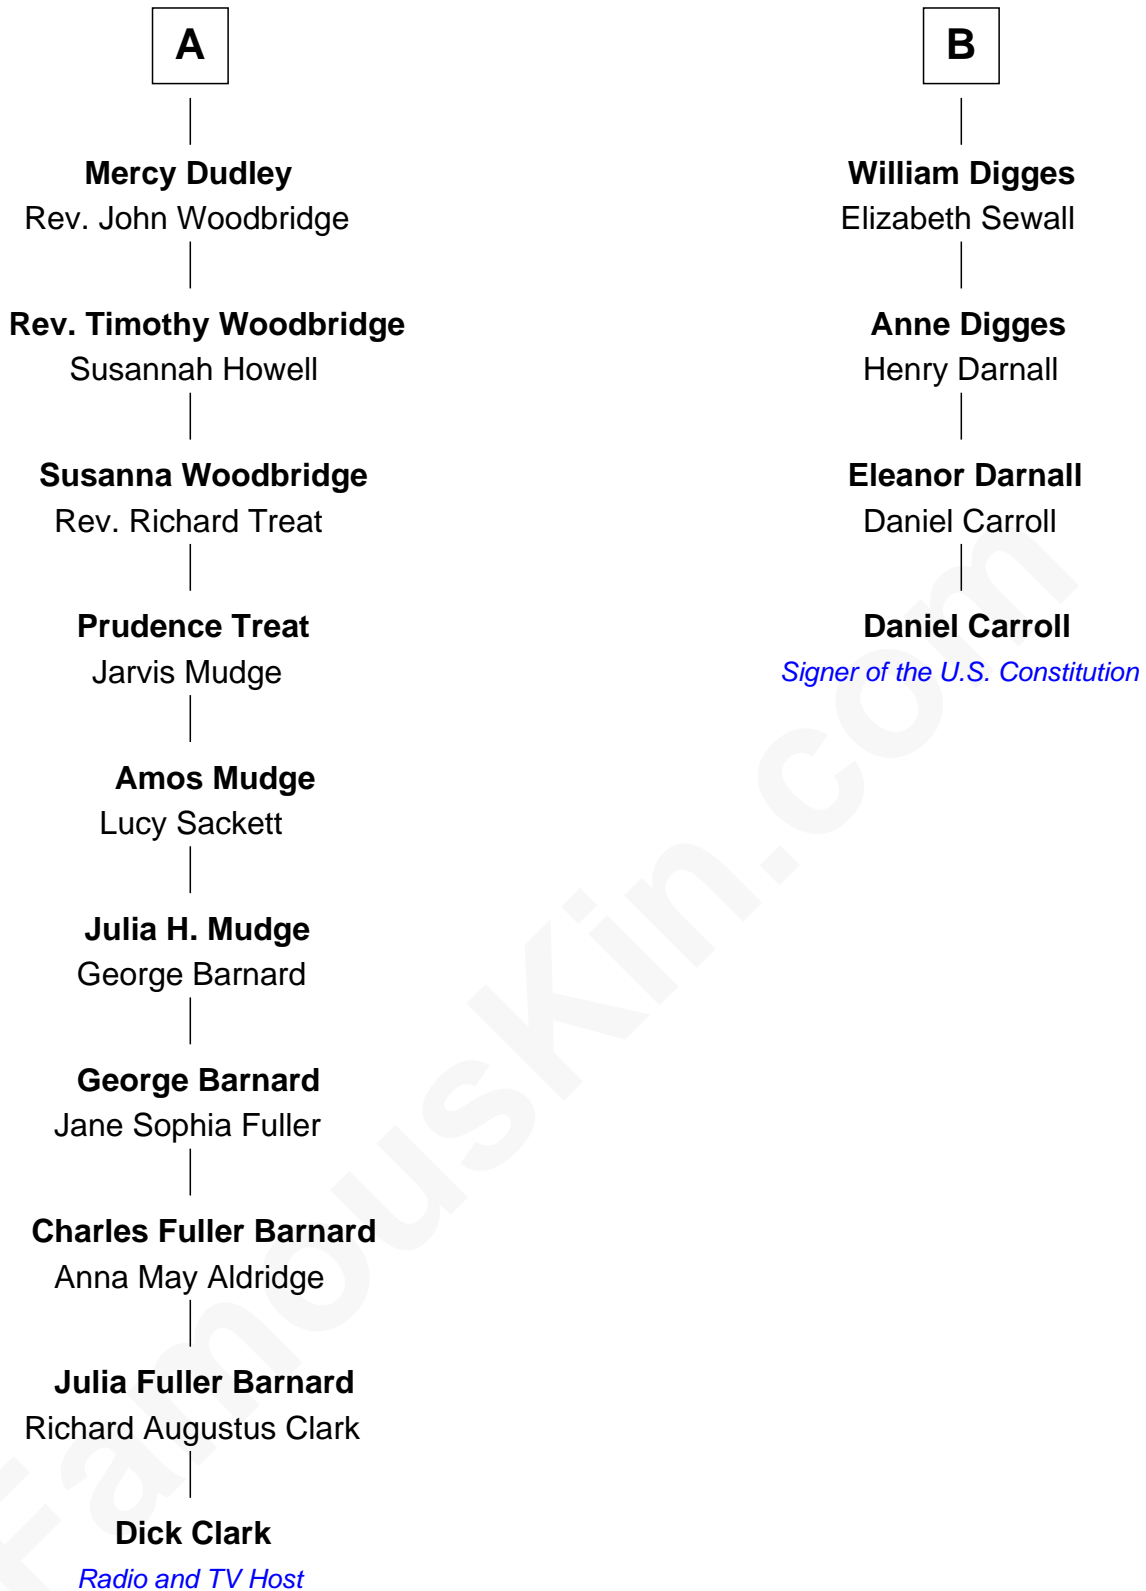 A
Mercy Dudley
Rev. John Woodbridge
Rev. Timothy Woodbridge
Susannah Howell
Susanna Woodbridge
Rev. Richard Treat
Prudence Treat
Jarvis Mudge
Amos Mudge
Lucy Sackett
Julia H. Mudge
George Barnard
George Barnard
Jane Sophia Fuller
Charles Fuller Barnard
Anna May Aldridge
Julia Fuller Barnard
Richard Augustus Clark
Dick Clark
Radio and TV Host
B
William Digges
Elizabeth Sewall
Anne Digges
Henry Darnall
Eleanor Darnall
Daniel Carroll
Daniel Carroll
Signer of the U.S. Constitution
FamousKin.com